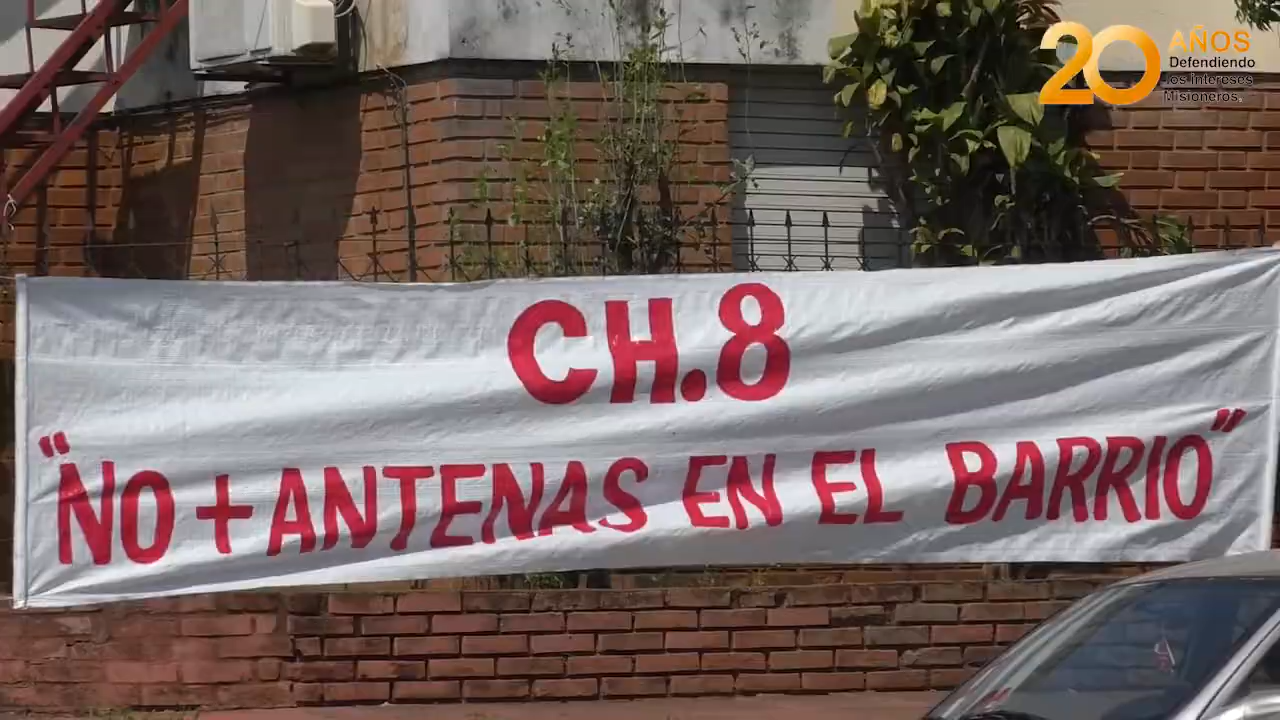 20 AÑOS
Defendiendo
los intereses
Misioneros.
CH.8
"NO + ANTENAS EN EL BARRIO"